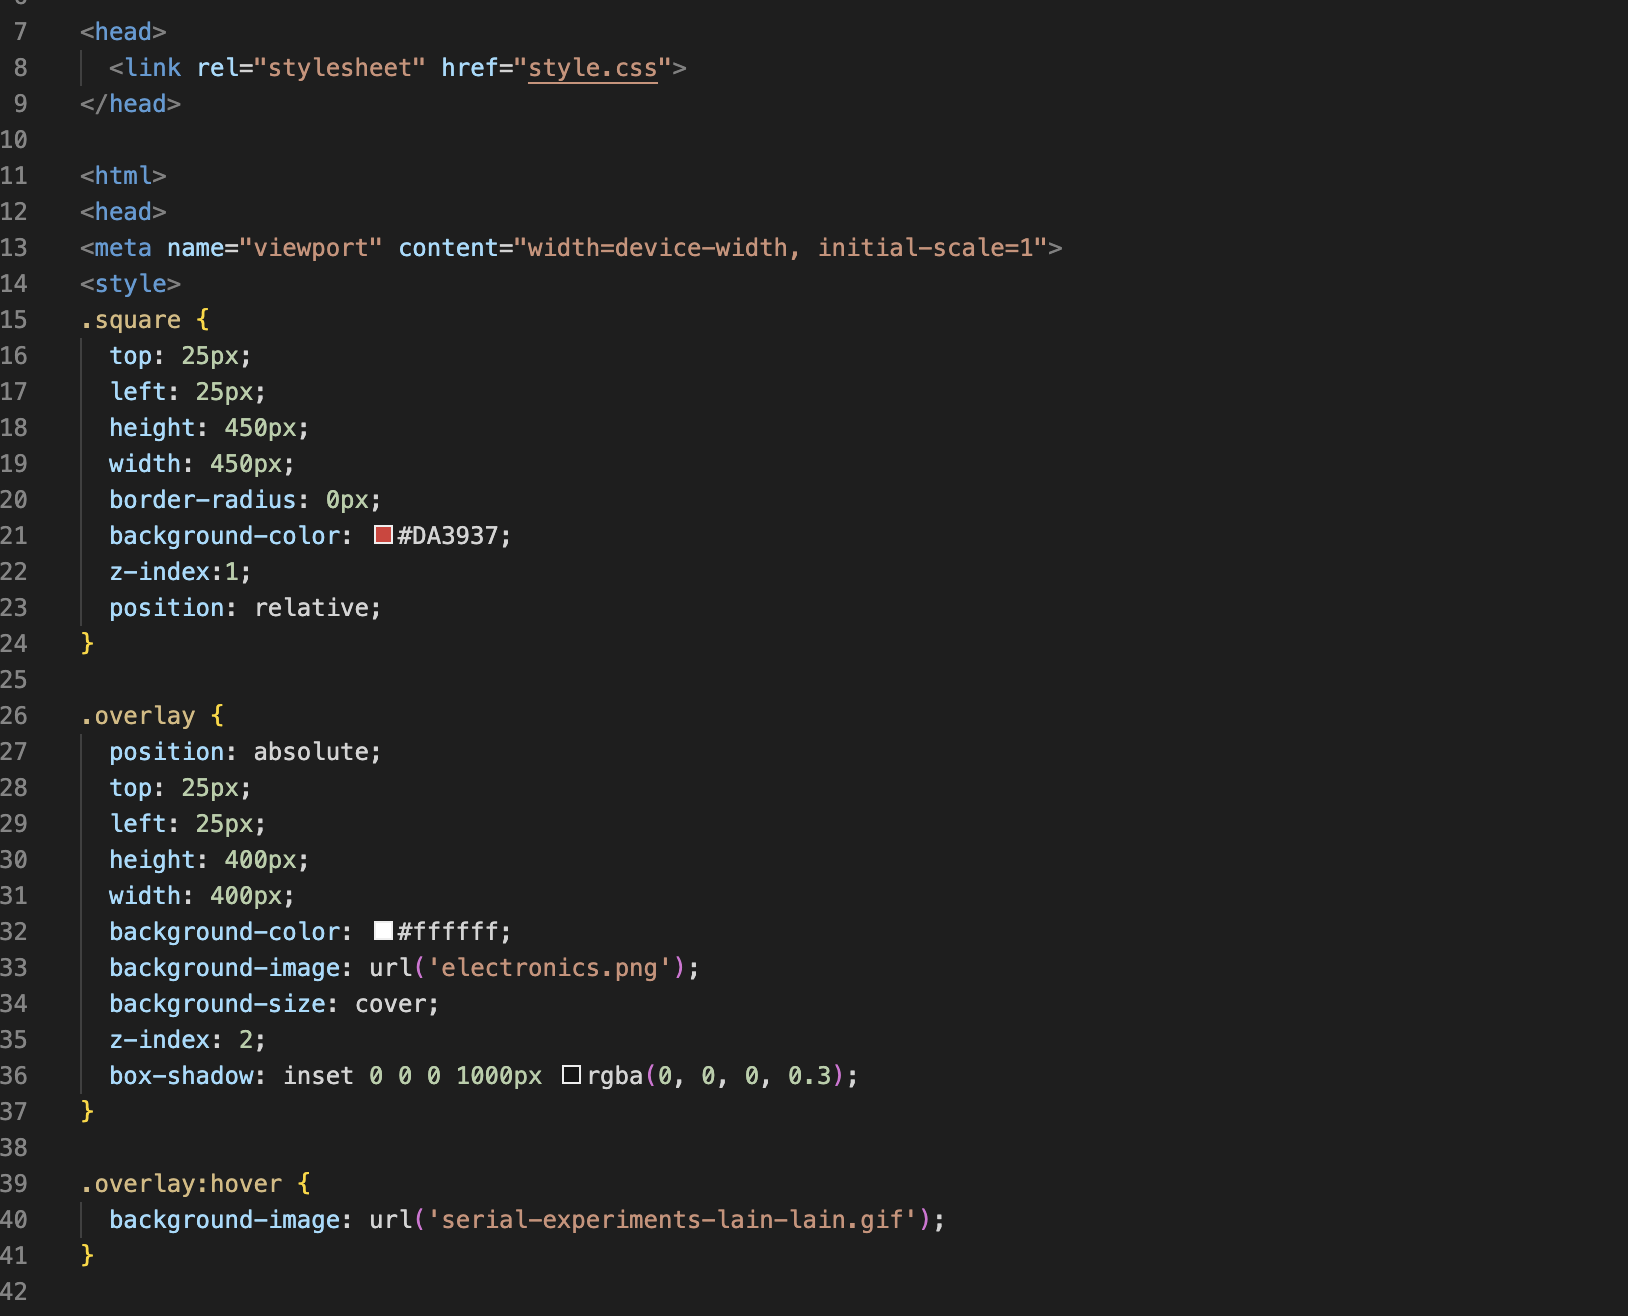 7 <head>
8 <link rel="stylesheet" href="style.css">
9 </head>
10
11 <html>
12 <head>
13 <meta name="viewport" content="width=device-width, initial-scale=1">
14 <style>
15 .square {
16 top: 25px;
17 left: 25px;
18 height: 450px;
19 width: 450px;
20 border-radius: 0px;
21 background-color: #DA3937;
22 z-index:1;
23 position: relative;
24 }
25
26 .overlay {
27 position: absolute;
28 top: 25px;
29 left: 25px;
30 height: 400px;
31 width: 400px;
32 background-color: #ffffff;
33 background-image: url('electronics.png');
34 background-size: cover;
35 z-index: 2;
36 box-shadow: inset 0 0 0 1000px rgba(0, 0, 0, 0.3);
37 }
38
39 .overlay:hover {
40 background-image: url('serial-experiments-lain-lain.gif');
41 }
42